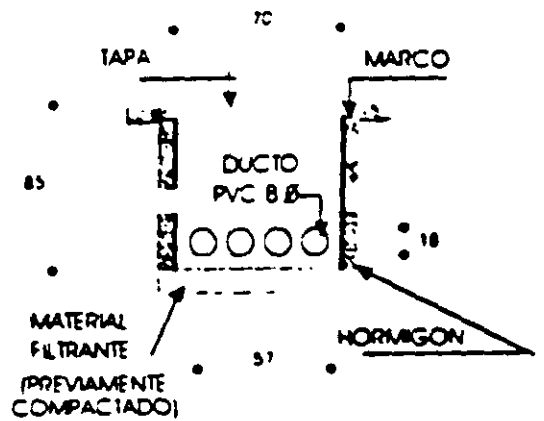 70
TAPA
MARCO
85
DUCTO
PVC 8 Ø
18
MATERIAL
FILTRANTE
(PREVIAMENTE
COMPACTADO)
HORMIGON
57